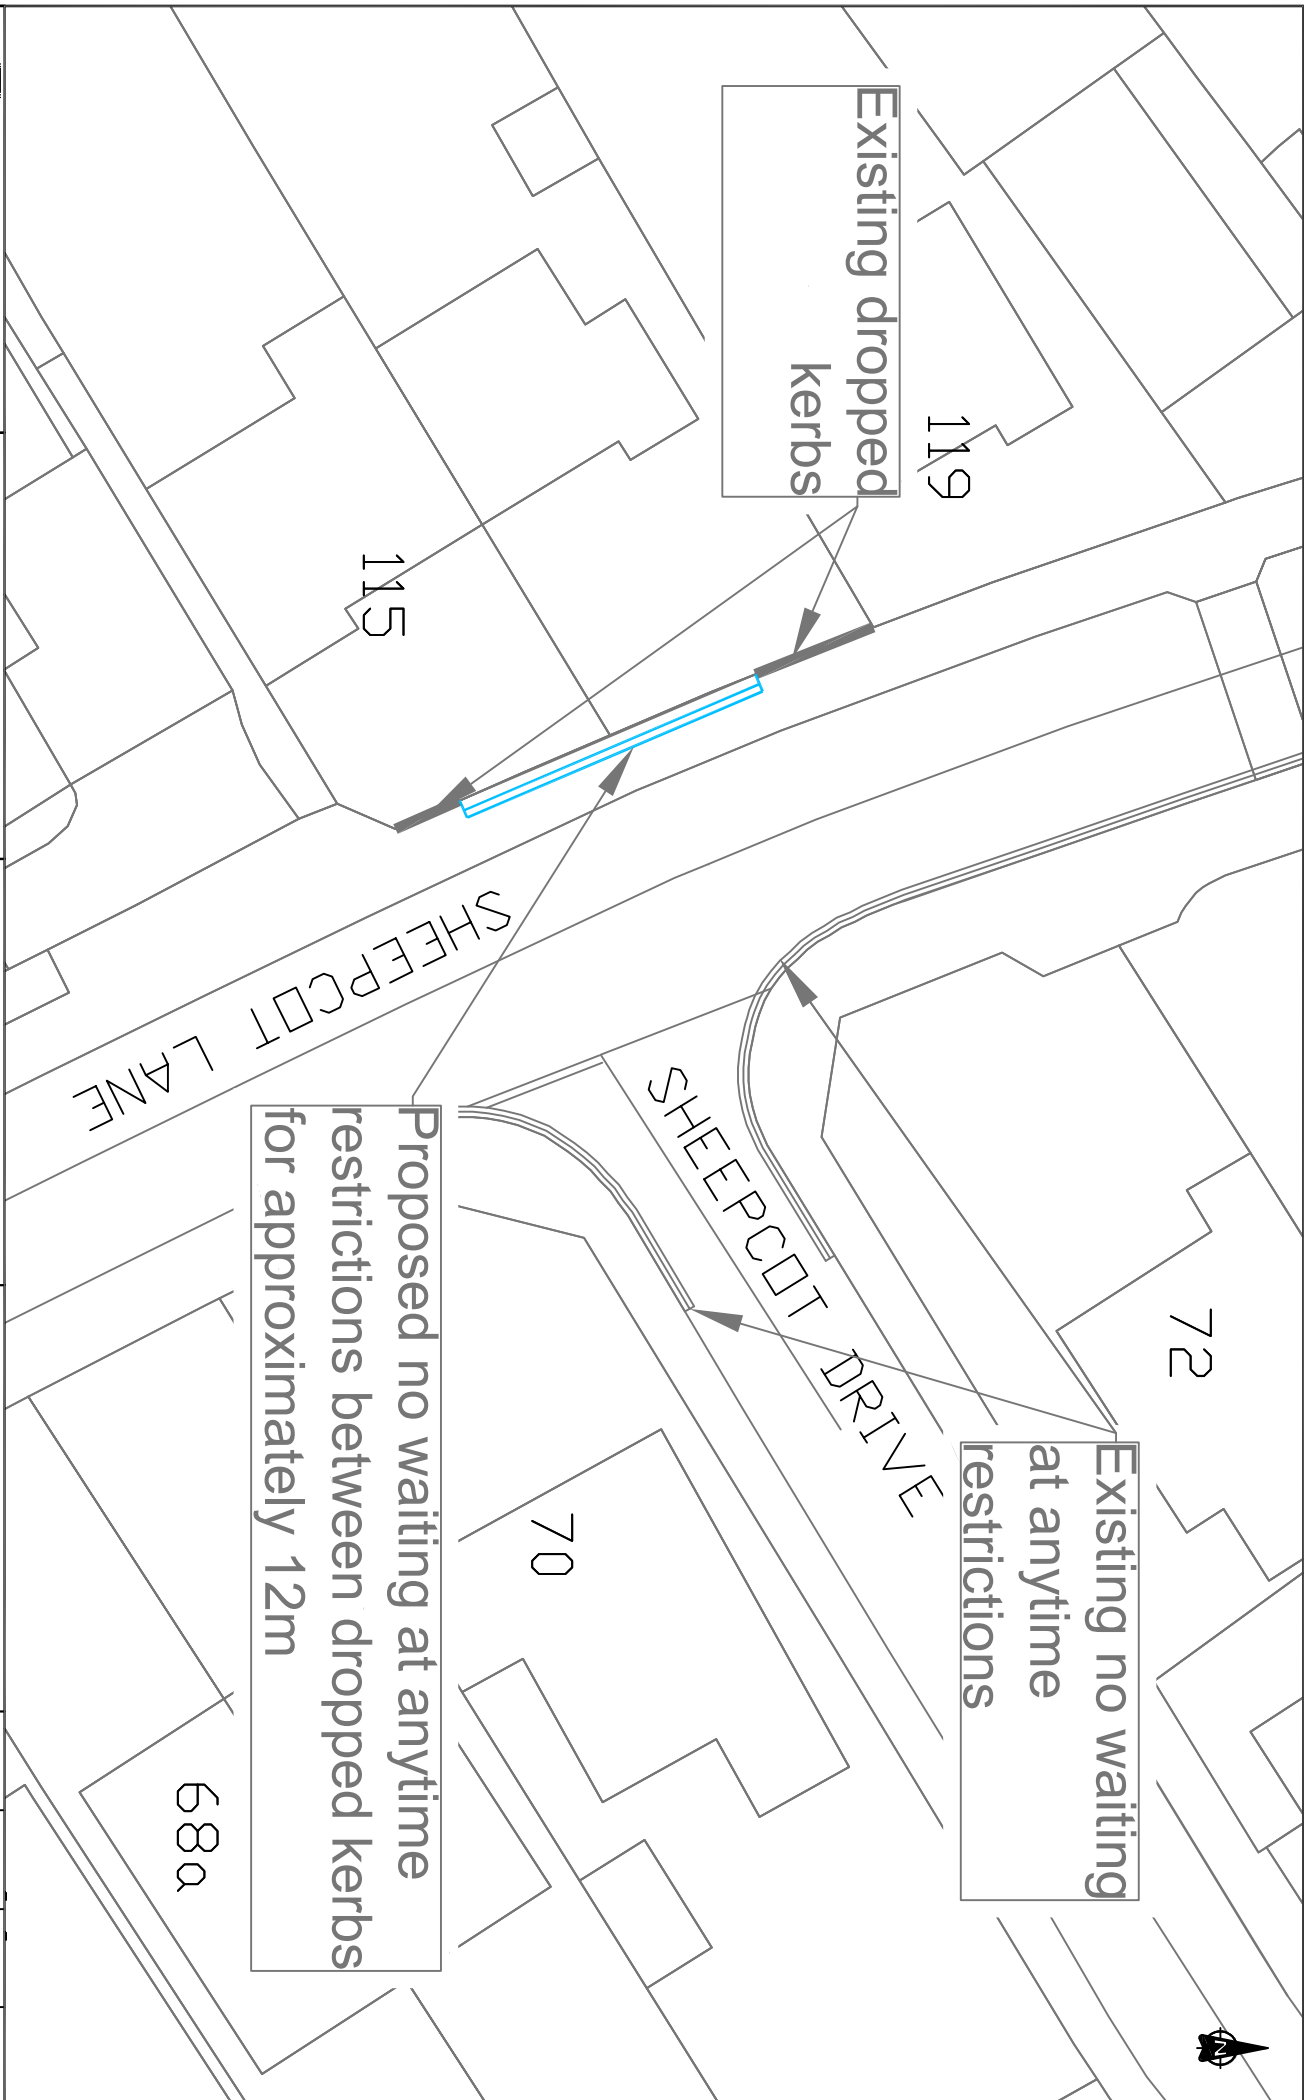 Existing dropped
kerbs
119
115
SHEEPCOT LANE
SHEEPCOT DRIVE
72
Existing no waiting
at anytime
restrictions
Proposed no waiting at anytime
restrictions between dropped kerbs
for approximately 12m
70
68a
N